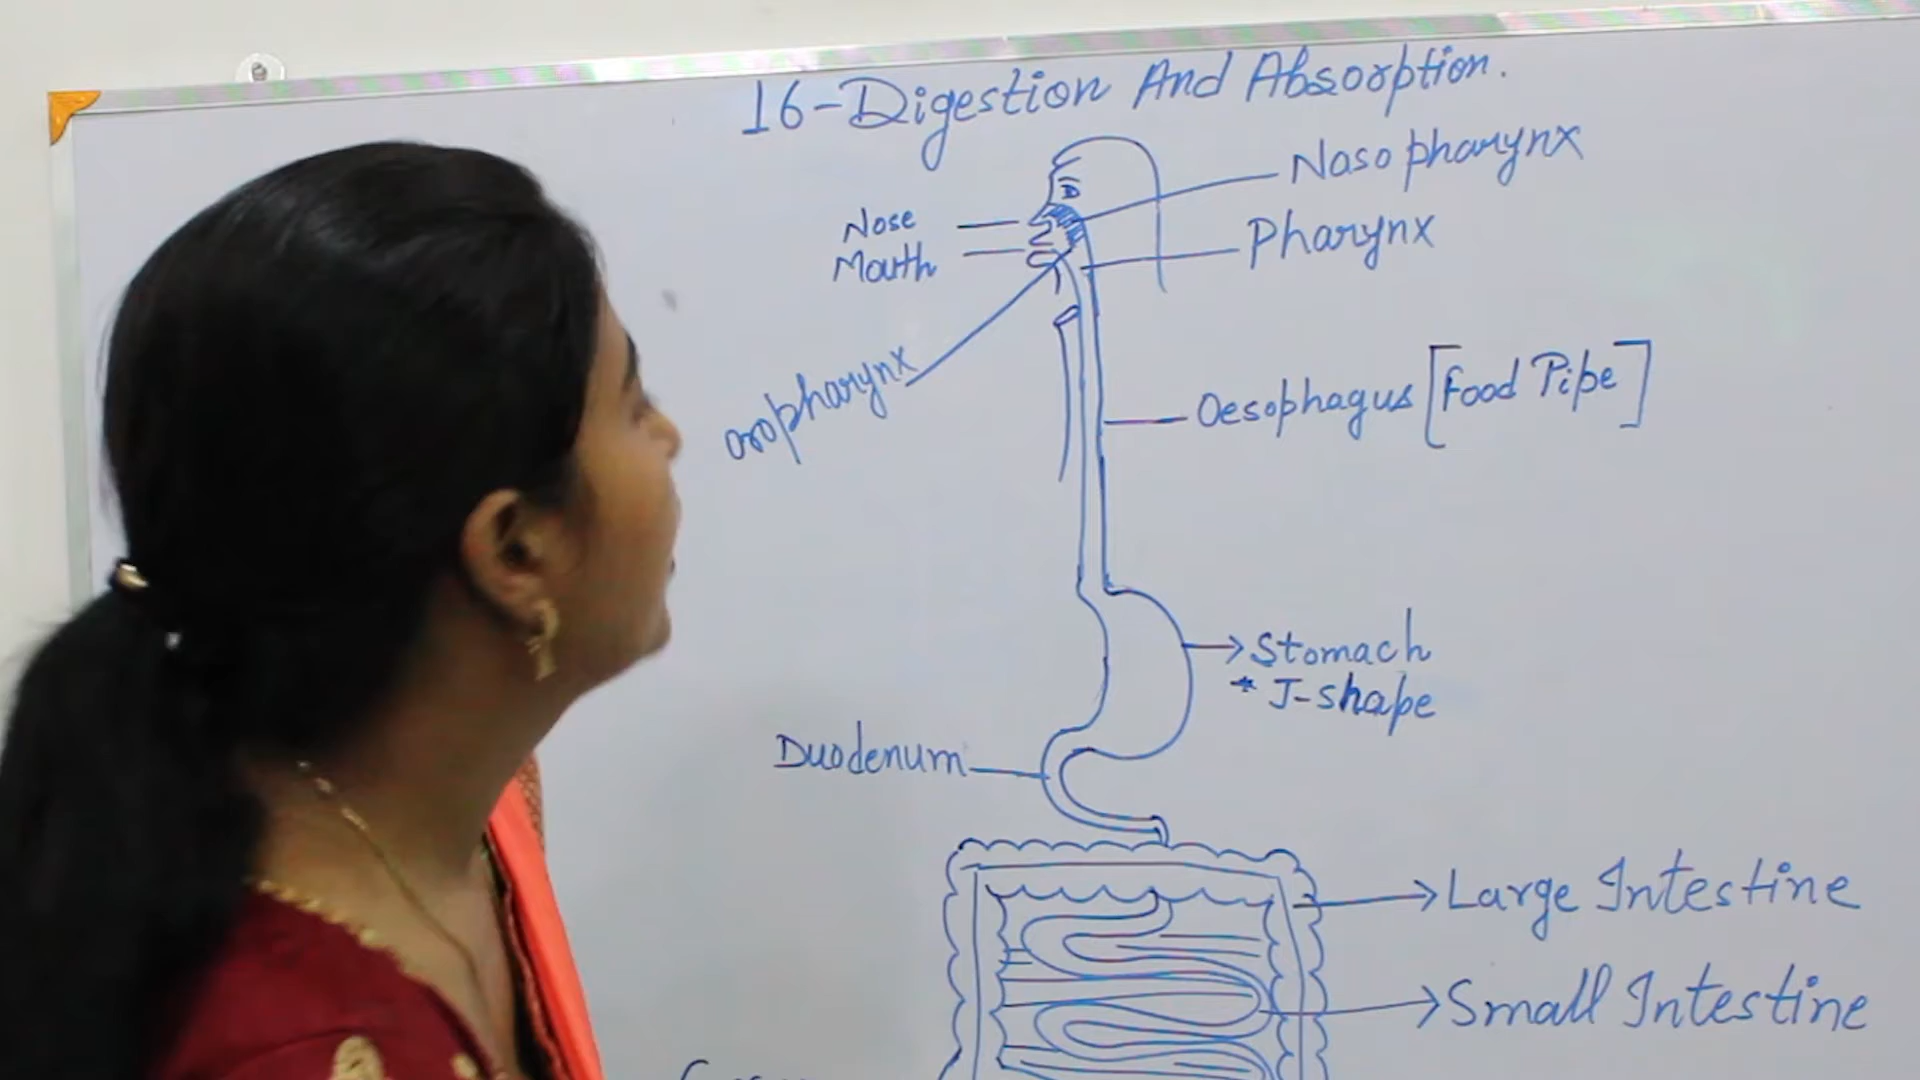 16-Digestion And Absorption.
Nasopharynx
Nose
Pharynx
Mouth
Oesophagus [Food Pipe]
oropharynx
Stomach
* J-shape
Duodenum
Large Intestine
Small Intestine